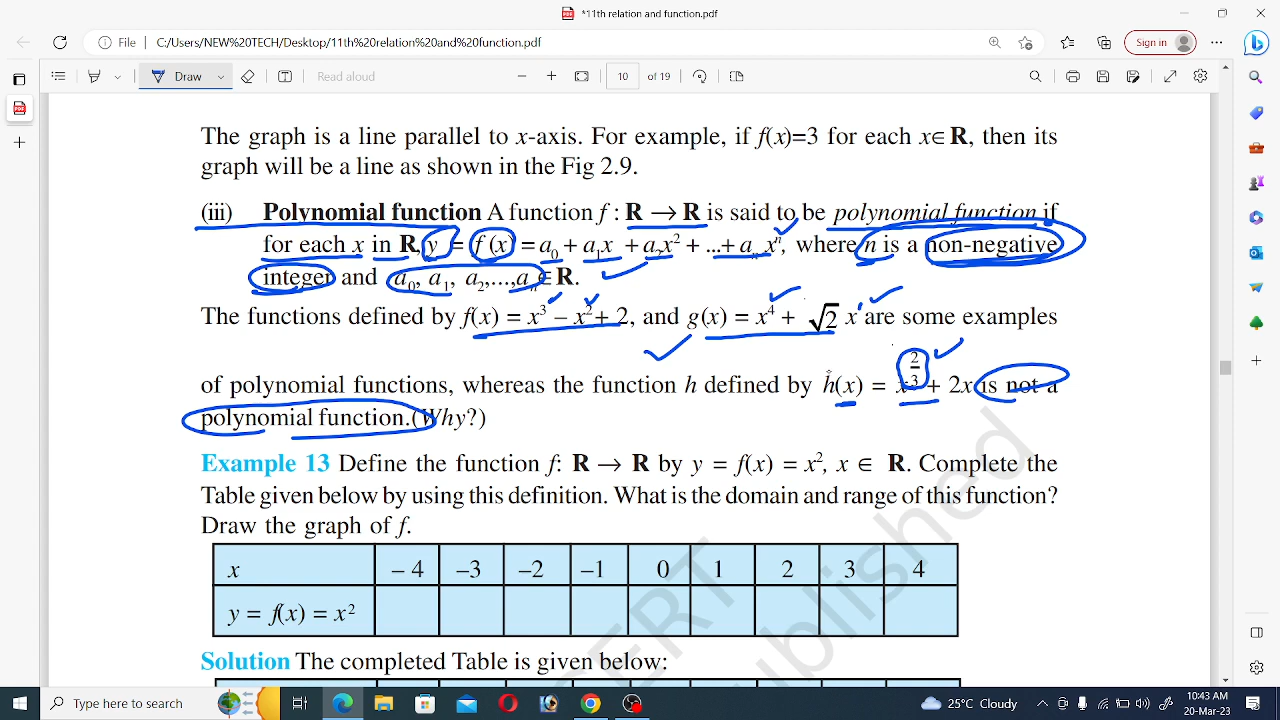 *11th relation and function.pdf
File C:/Users/NEW%20TECH/Desktop/11th%20relation%20and%20function.pdf Sign in
Draw Read aloud 10 of 19
The graph is a line parallel to x-axis. For example, if f(x)=3 for each x∈ R, then its
graph will be a line as shown in the Fig 2.9.
(iii) Polynomial function A function f : R → R is said to be polynomial function if
for each x in R, y = f (x) = a₀ + a₁x + a₂x² + ...+ aₙ xⁿ, where n is a non-negative
integer and a₀, a₁, a₂,...,aₙ∈R.
The functions defined by f(x) = x³ – x² + 2, and g(x) = x⁴ + √2 x are some examples
of polynomial functions, whereas the function h defined by h(x) = x^(2/3) + 2x is not a
polynomial function.(Why?)
Example 13 Define the function f: R → R by y = f(x) = x², x ∈ R. Complete the
Table given below by using this definition. What is the domain and range of this function?
Draw the graph of f.
x – 4 –3 –2 –1 0 1 2 3 4
y = f(x) = x²
Solution The completed Table is given below:
Type here to search 25°C Cloudy 10:43 AM
20-Mar-23